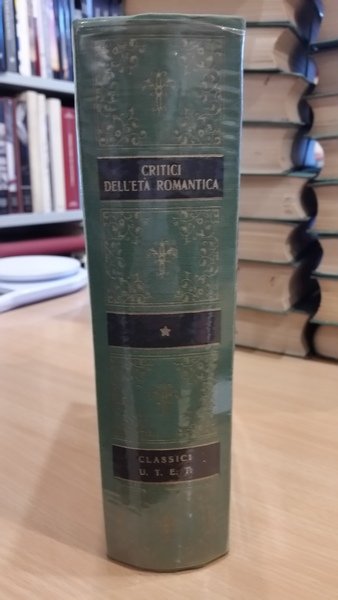 CRITICI
DELL'ETÀ ROMANTICA
CLASSICI
U. T. E. T.